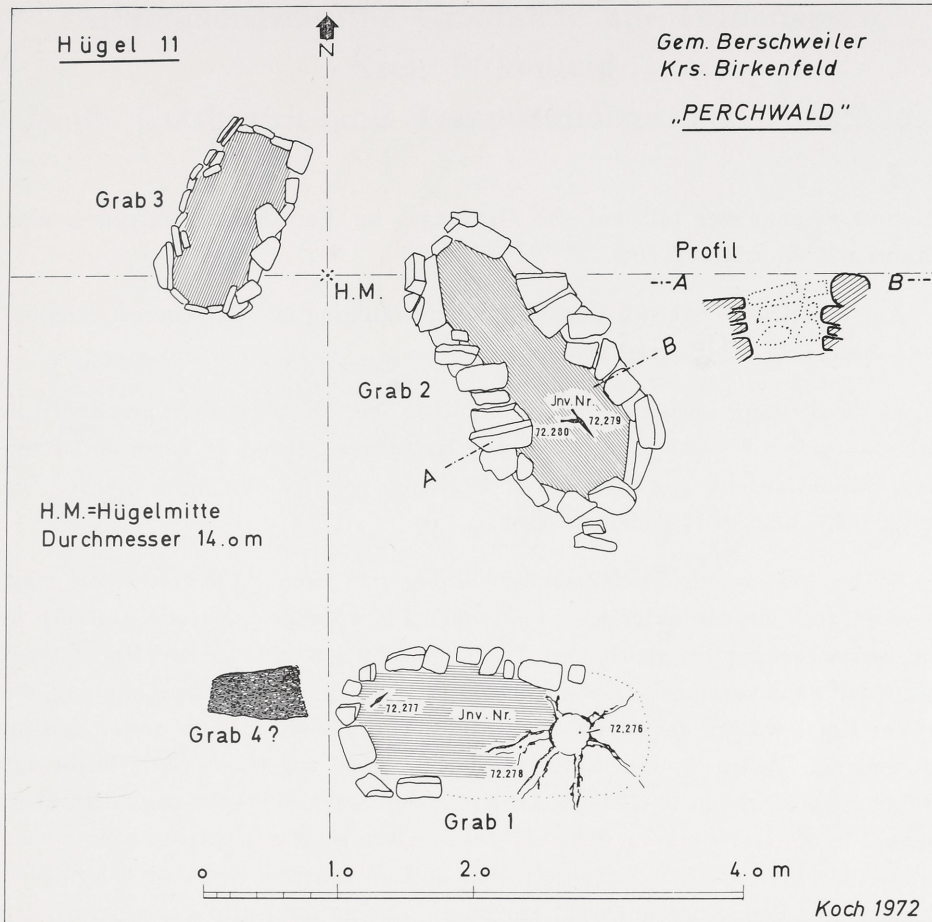 Hügel 11
N
Gem. Berschweiler
Krs. Birkenfeld
„PERCHWALD"
Grab 3
H.M.
Profil
A
B
Grab 2
B
Jnv. Nr.
72.279
72.280
A
H.M.=Hügelmitte
Durchmesser 14.o m
Grab 4?
72.277
Jnv. Nr.
72.276
72.278
Grab 1
o 1.o 2.o 4.o m
Koch 1972